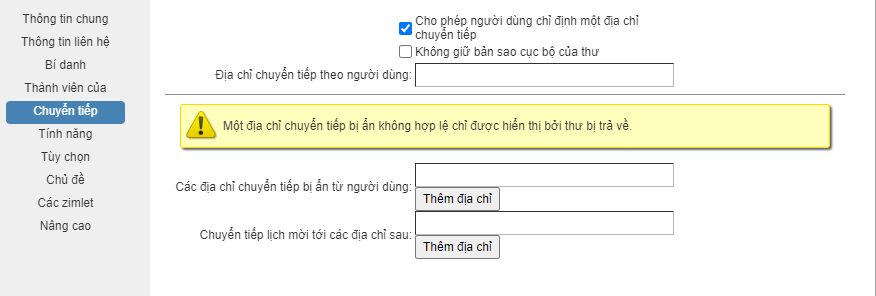 Thông tin chung
Thông tin liên hệ
Bí danh
Thành viên của
Chuyển tiếp
Tính năng
Tùy chọn
Chủ đề
Các zimlet
Nâng cao
Cho phép người dùng chỉ định một địa chỉ
chuyển tiếp
Không giữ bản sao cục bộ của thư
Địa chỉ chuyển tiếp theo người dùng:
Một địa chỉ chuyển tiếp bị ẩn không hợp lệ chỉ được hiển thị bởi thư bị trả về.
Các địa chỉ chuyển tiếp bị ẩn từ người dùng:
Thêm địa chỉ
Chuyển tiếp lịch mời tới các địa chỉ sau:
Thêm địa chỉ